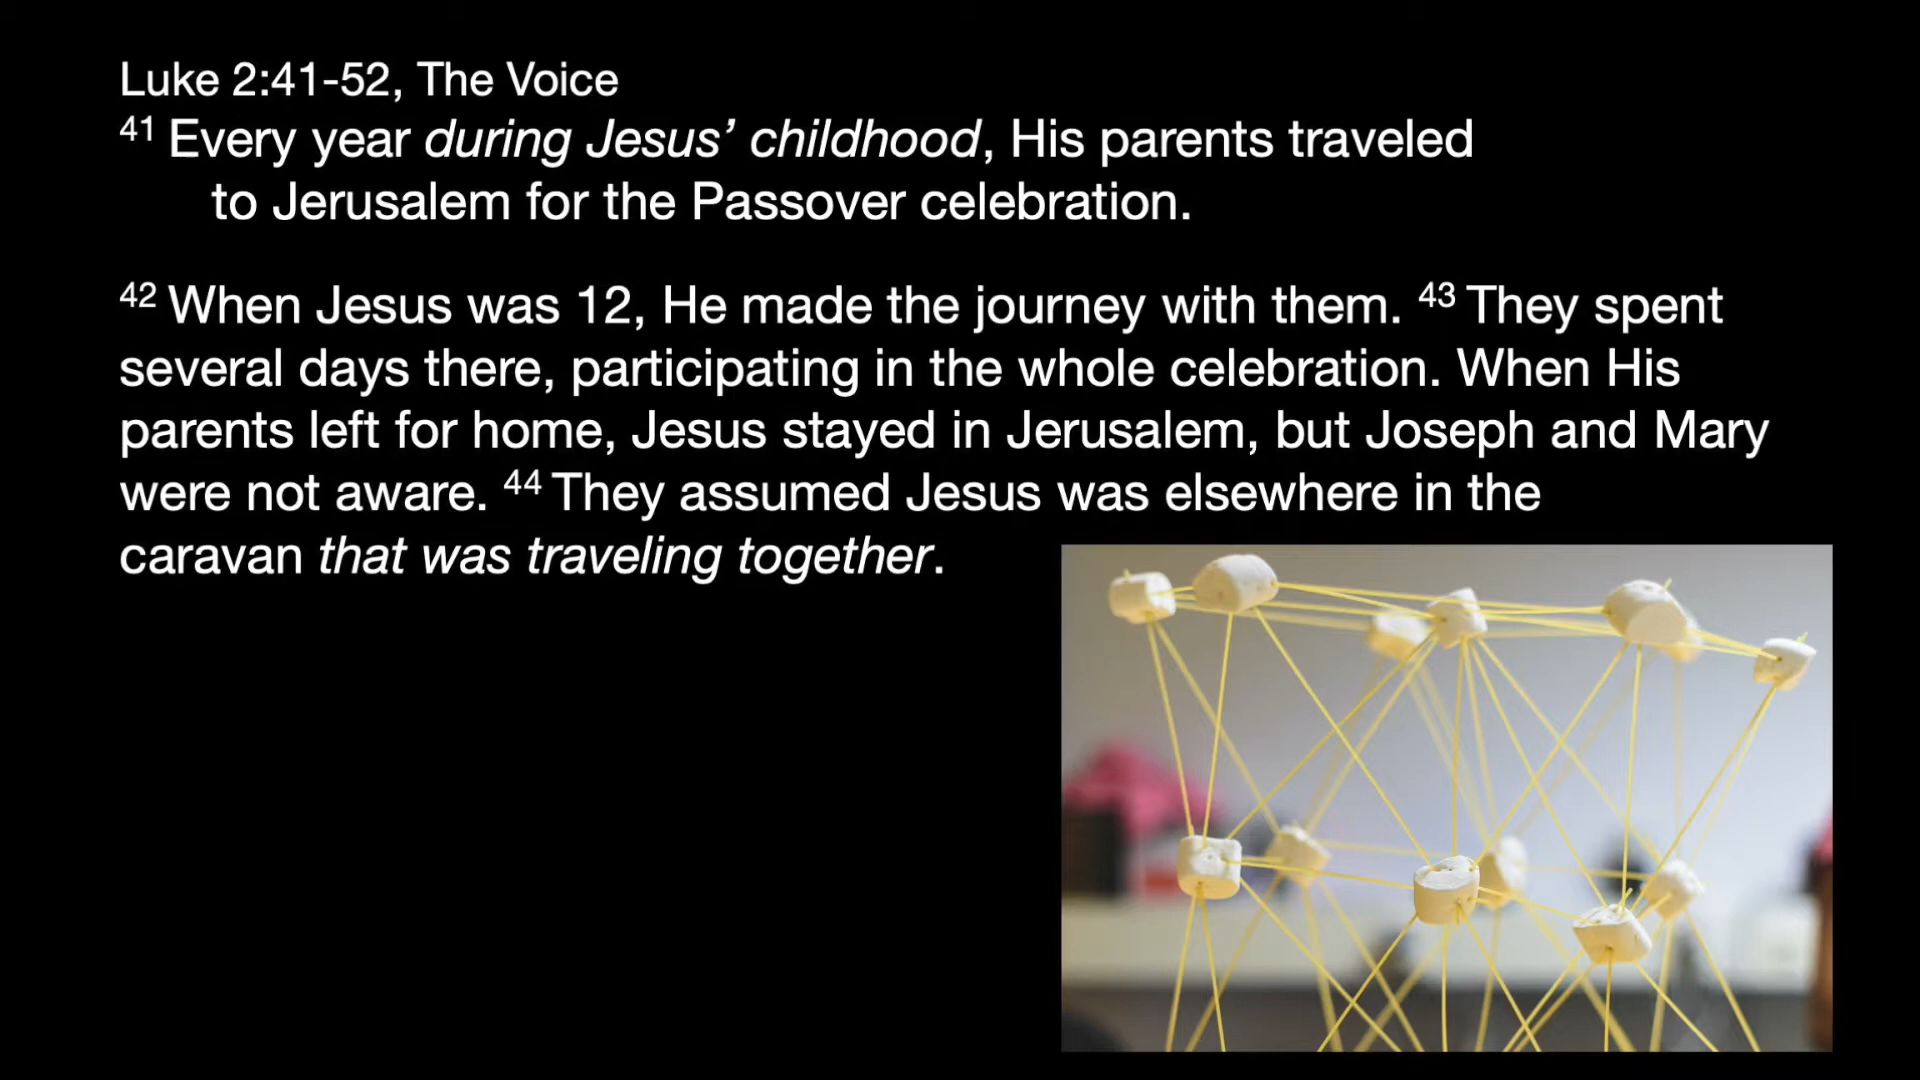 Luke 2:41-52, The Voice
41 Every year during Jesus’ childhood, His parents traveled
to Jerusalem for the Passover celebration.
42 When Jesus was 12, He made the journey with them. 43 They spent
several days there, participating in the whole celebration. When His
parents left for home, Jesus stayed in Jerusalem, but Joseph and Mary
were not aware. 44 They assumed Jesus was elsewhere in the
caravan that was traveling together.